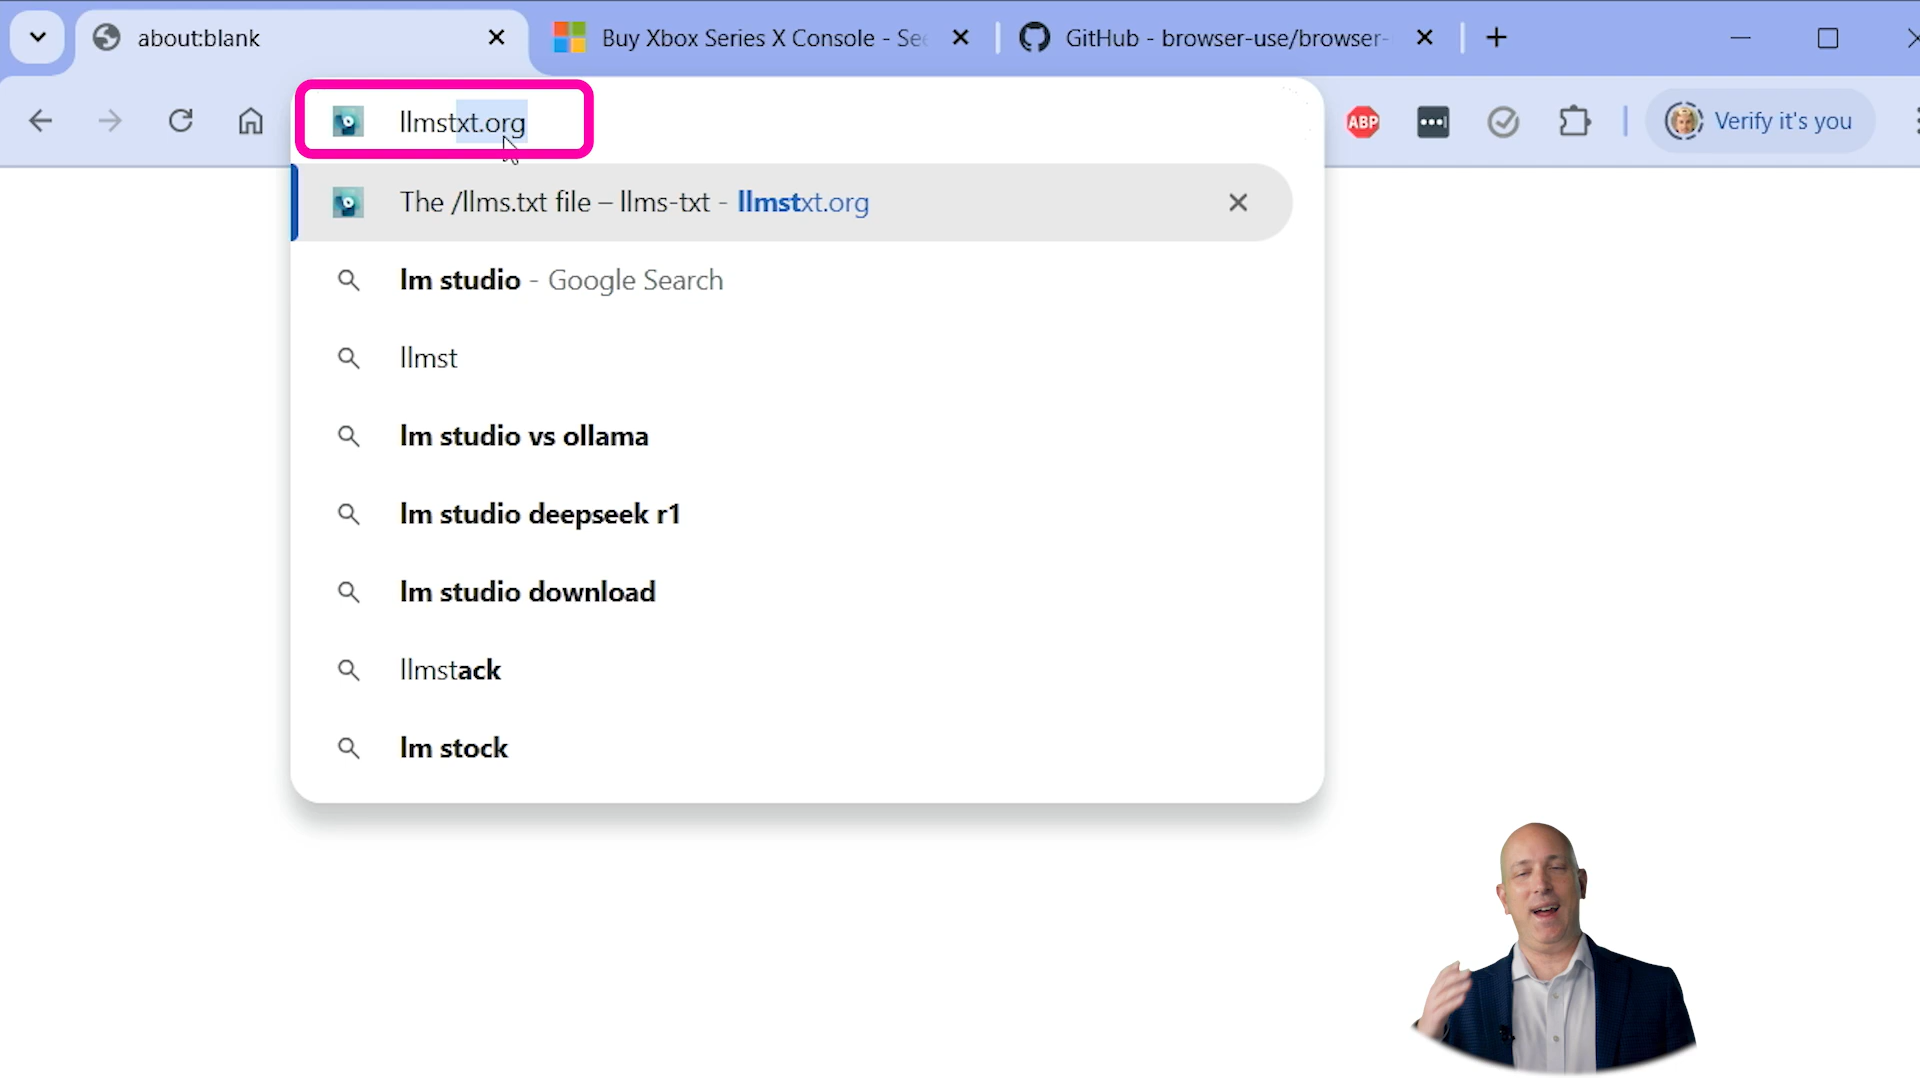 about:blank
Buy Xbox Series X Console - See
GitHub - browser-use/browser-
llmstxt.org
ABP
Verify it's you
The /llms.txt file – llms-txt - llmstxt.org
lm studio - Google Search
llmst
lm studio vs ollama
lm studio deepseek r1
lm studio download
llmstack
lm stock